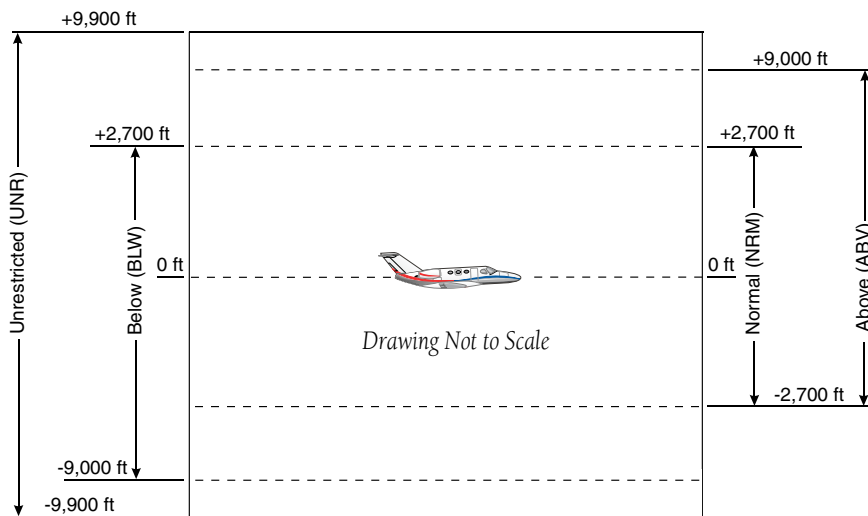 +9,900 ft
+9,000 ft
+2,700 ft
+2,700 ft
Unrestricted (UNR)
Below (BLW)
0 ft
0 ft
Normal (NRM)
Above (ABV)
Drawing Not to Scale
-2,700 ft
-9,000 ft
-9,900 ft